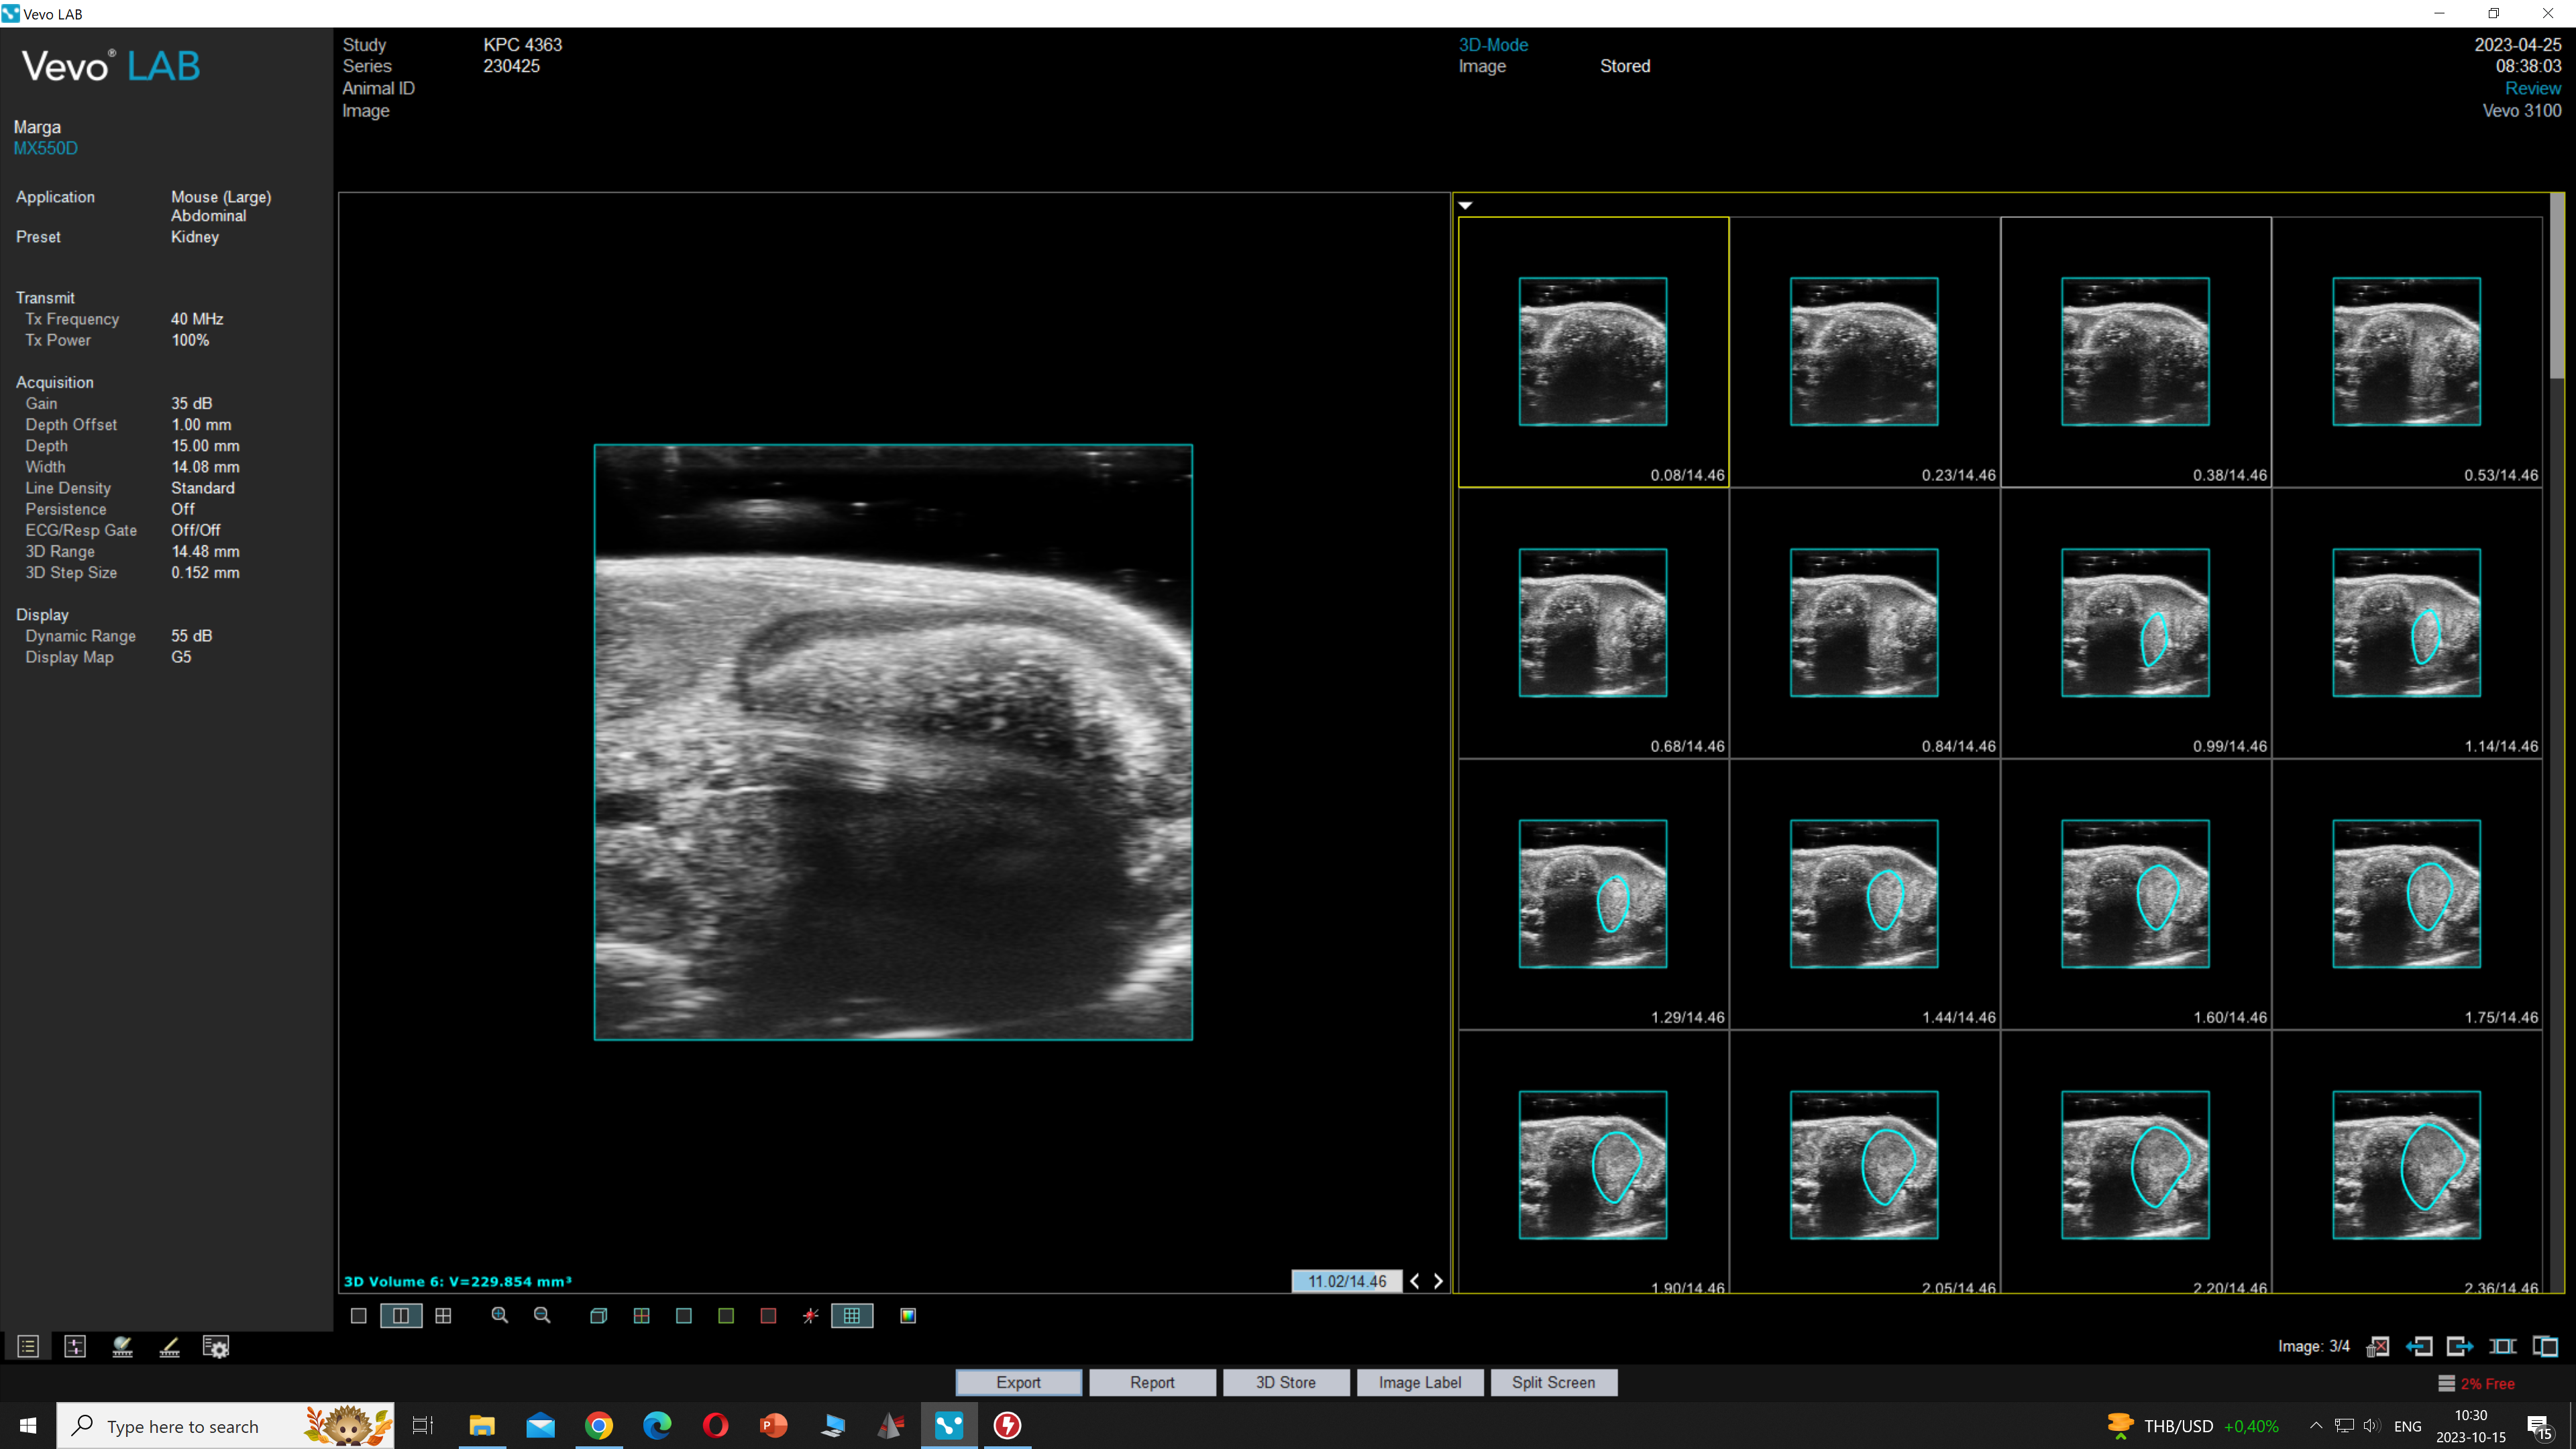 Vevo LAB
Vevo® LAB
Marga
MX550D
Application Mouse (Large)
Abdominal
Preset Kidney
Transmit
Tx Frequency 40 MHz
Tx Power 100%
Acquisition
Gain 35 dB
Depth Offset 1.00 mm
Depth 15.00 mm
Width 14.08 mm
Line Density Standard
Persistence Off
ECG/Resp Gate Off/Off
3D Range 14.48 mm
3D Step Size 0.152 mm
Display
Dynamic Range 55 dB
Display Map G5
Study KPC 4363
Series 230425
Animal ID
Image
3D-Mode
Image Stored
2023-04-25
08:38:03
Review
Vevo 3100
0.08/14.46 0.23/14.46 0.38/14.46 0.53/14.46
0.68/14.46 0.84/14.46 0.99/14.46 1.14/14.46
1.29/14.46 1.44/14.46 1.60/14.46 1.75/14.46
1.90/14.46 2.05/14.46 2.20/14.46 2.36/14.46
3D Volume 6: V=229.854 mm³
11.02/14.46
Image: 3/4
Export Report 3D Store Image Label Split Screen
2% Free
Type here to search
THB/USD +0,40%
ENG
10:30
2023-10-15
15